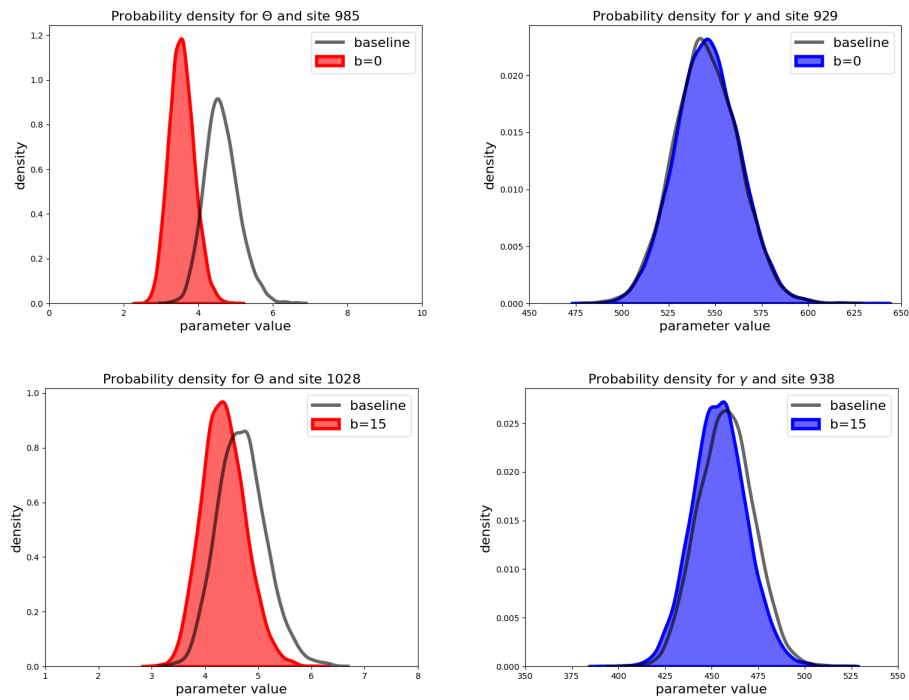 Probability density for Θ and site 985
baseline
b=0
density
1.2
1.0
0.8
0.6
0.4
0.2
0.0
0 2 4 6 8 10
parameter value
Probability density for γ and site 929
baseline
b=0
density
0.020
0.015
0.010
0.005
0.000
450 475 500 525 550 575 600 625 650
parameter value
Probability density for Θ and site 1028
baseline
b=15
density
1.0
0.8
0.6
0.4
0.2
0.0
1 2 3 4 5 6 7 8
parameter value
Probability density for γ and site 938
baseline
b=15
density
0.025
0.020
0.015
0.010
0.005
0.000
350 375 400 425 450 475 500 525 550
parameter value